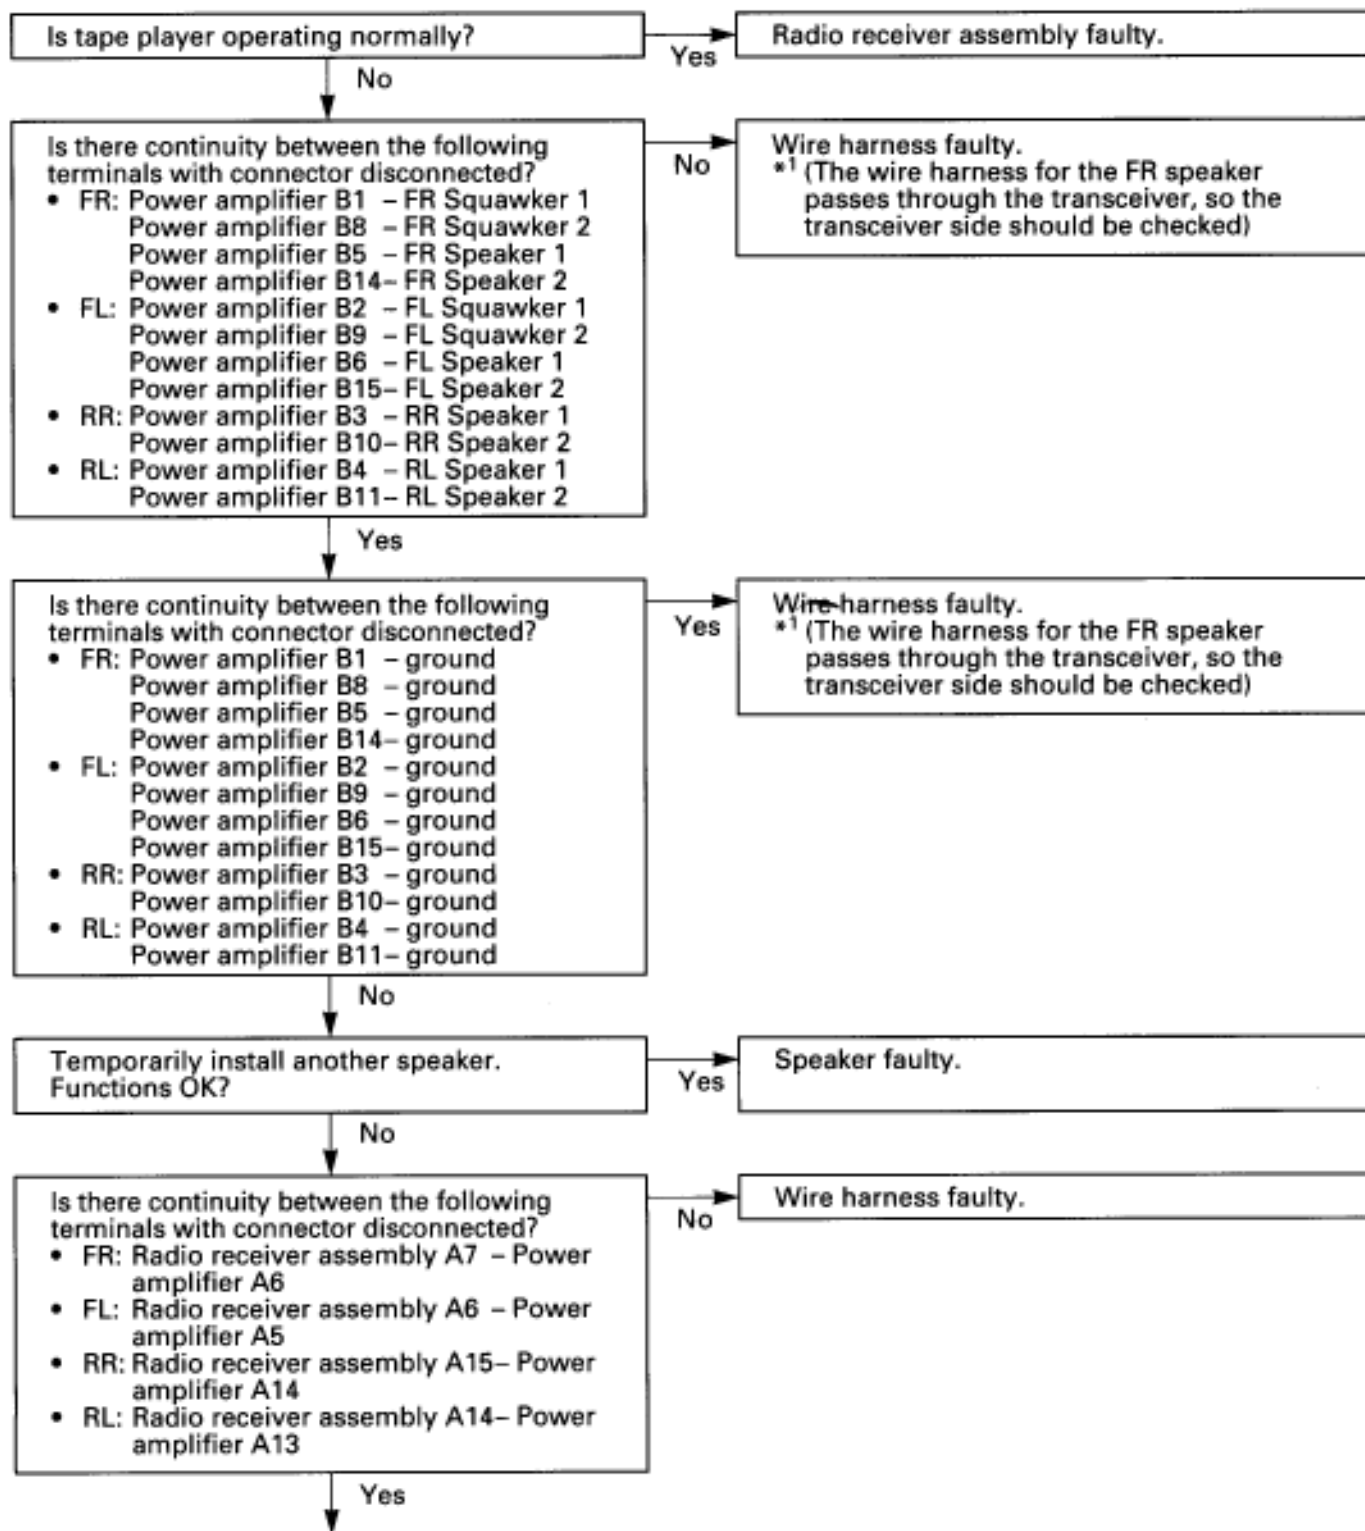 Is tape player operating normally?
Yes
Radio receiver assembly faulty.
No
Is there continuity between the following
terminals with connector disconnected?
• FR: Power amplifier B1 – FR Squawker 1
Power amplifier B8 – FR Squawker 2
Power amplifier B5 – FR Speaker 1
Power amplifier B14– FR Speaker 2
• FL: Power amplifier B2 – FL Squawker 1
Power amplifier B9 – FL Squawker 2
Power amplifier B6 – FL Speaker 1
Power amplifier B15– FL Speaker 2
• RR: Power amplifier B3 – RR Speaker 1
Power amplifier B10– RR Speaker 2
• RL: Power amplifier B4 – RL Speaker 1
Power amplifier B11– RL Speaker 2
No
Wire harness faulty.
*1 (The wire harness for the FR speaker
passes through the transceiver, so the
transceiver side should be checked)
Yes
Is there continuity between the following
terminals with connector disconnected?
• FR: Power amplifier B1 – ground
Power amplifier B8 – ground
Power amplifier B5 – ground
Power amplifier B14– ground
• FL: Power amplifier B2 – ground
Power amplifier B9 – ground
Power amplifier B6 – ground
Power amplifier B15– ground
• RR: Power amplifier B3 – ground
Power amplifier B10– ground
• RL: Power amplifier B4 – ground
Power amplifier B11– ground
Yes
Wire harness faulty.
*1 (The wire harness for the FR speaker
passes through the transceiver, so the
transceiver side should be checked)
No
Temporarily install another speaker.
Functions OK?
Yes
Speaker faulty.
No
Is there continuity between the following
terminals with connector disconnected?
• FR: Radio receiver assembly A7 – Power
amplifier A6
• FL: Radio receiver assembly A6 – Power
amplifier A5
• RR: Radio receiver assembly A15– Power
amplifier A14
• RL: Radio receiver assembly A14– Power
amplifier A13
No
Wire harness faulty.
Yes